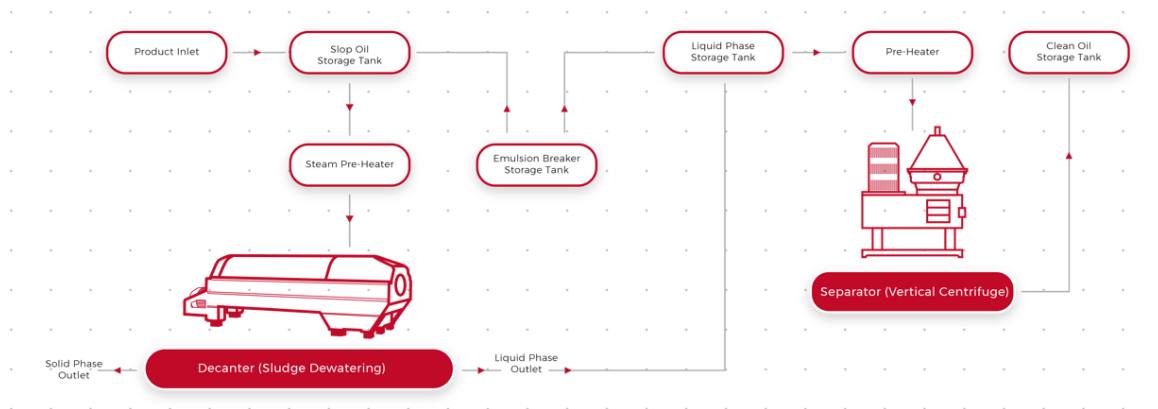 Product Inlet
Slop Oil
Storage Tank
Liquid Phase
Storage Tank
Pre-Heater
Clean Oil
Storage Tank
Steam Pre-Heater
Emulsion Breaker
Storage Tank
Separator (Vertical Centrifuge)
Solid Phase
Outlet
Decanter (Sludge Dewatering)
Liquid Phase
Outlet